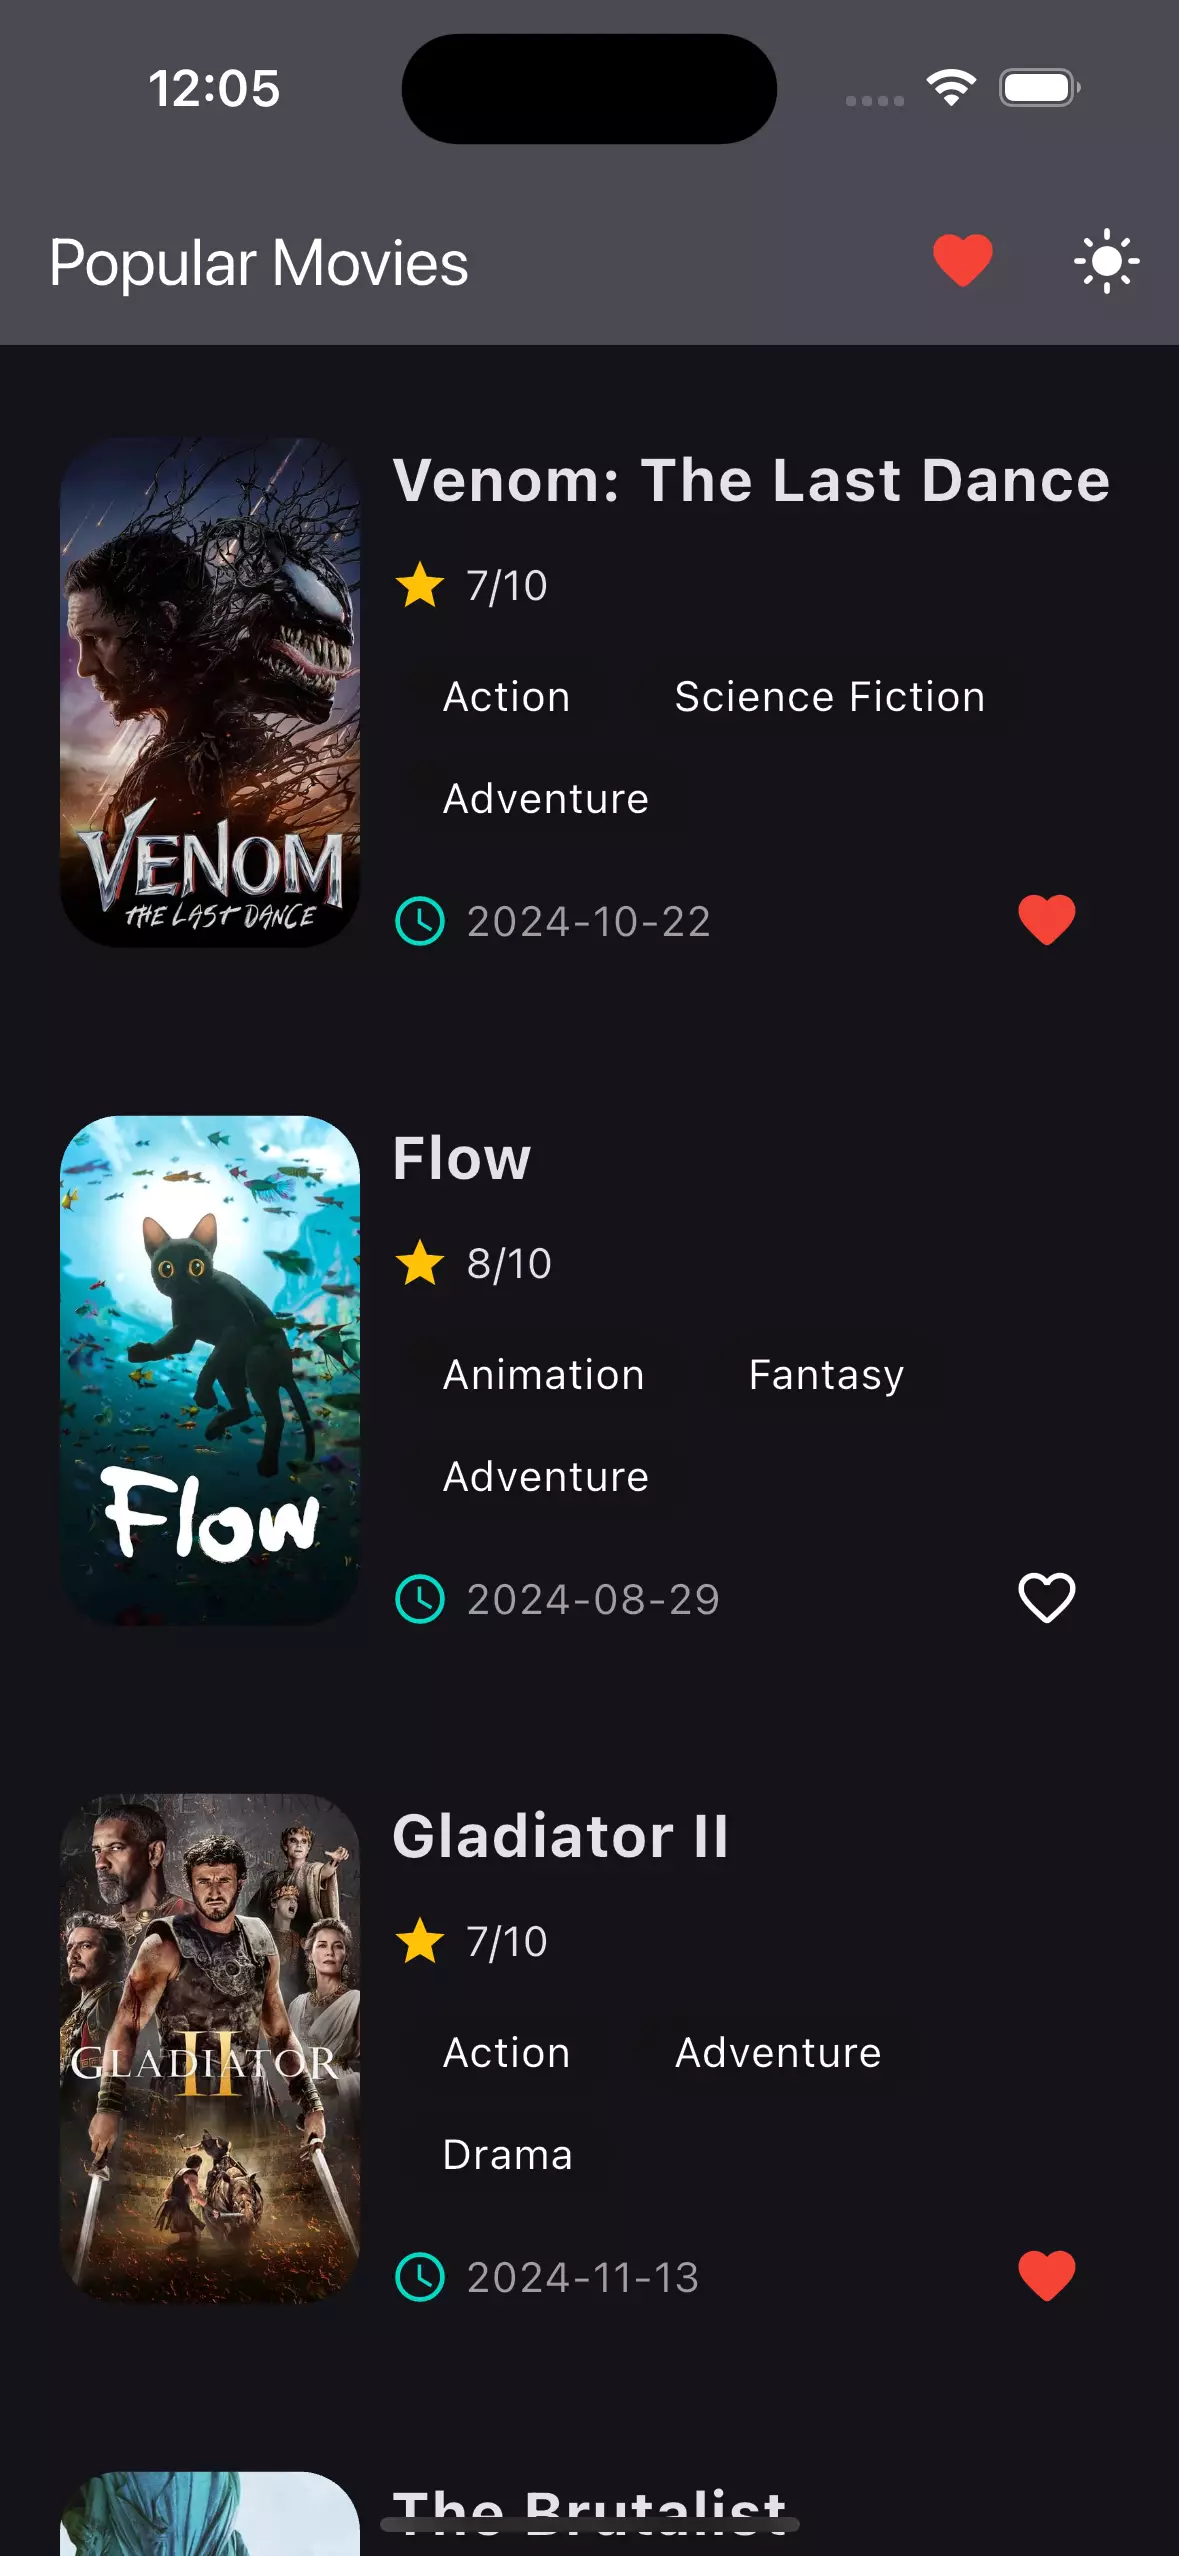 12:05
Popular Movies
Venom: The Last Dance
7/10
Action Science Fiction
Adventure
2024-10-22
VENOM
THE LAST DANCE
Flow
8/10
Animation Fantasy
Adventure
2024-08-29
Flow
Gladiator II
7/10
Action Adventure
Drama
2024-11-13
GLADIATOR
II
The Brutalist